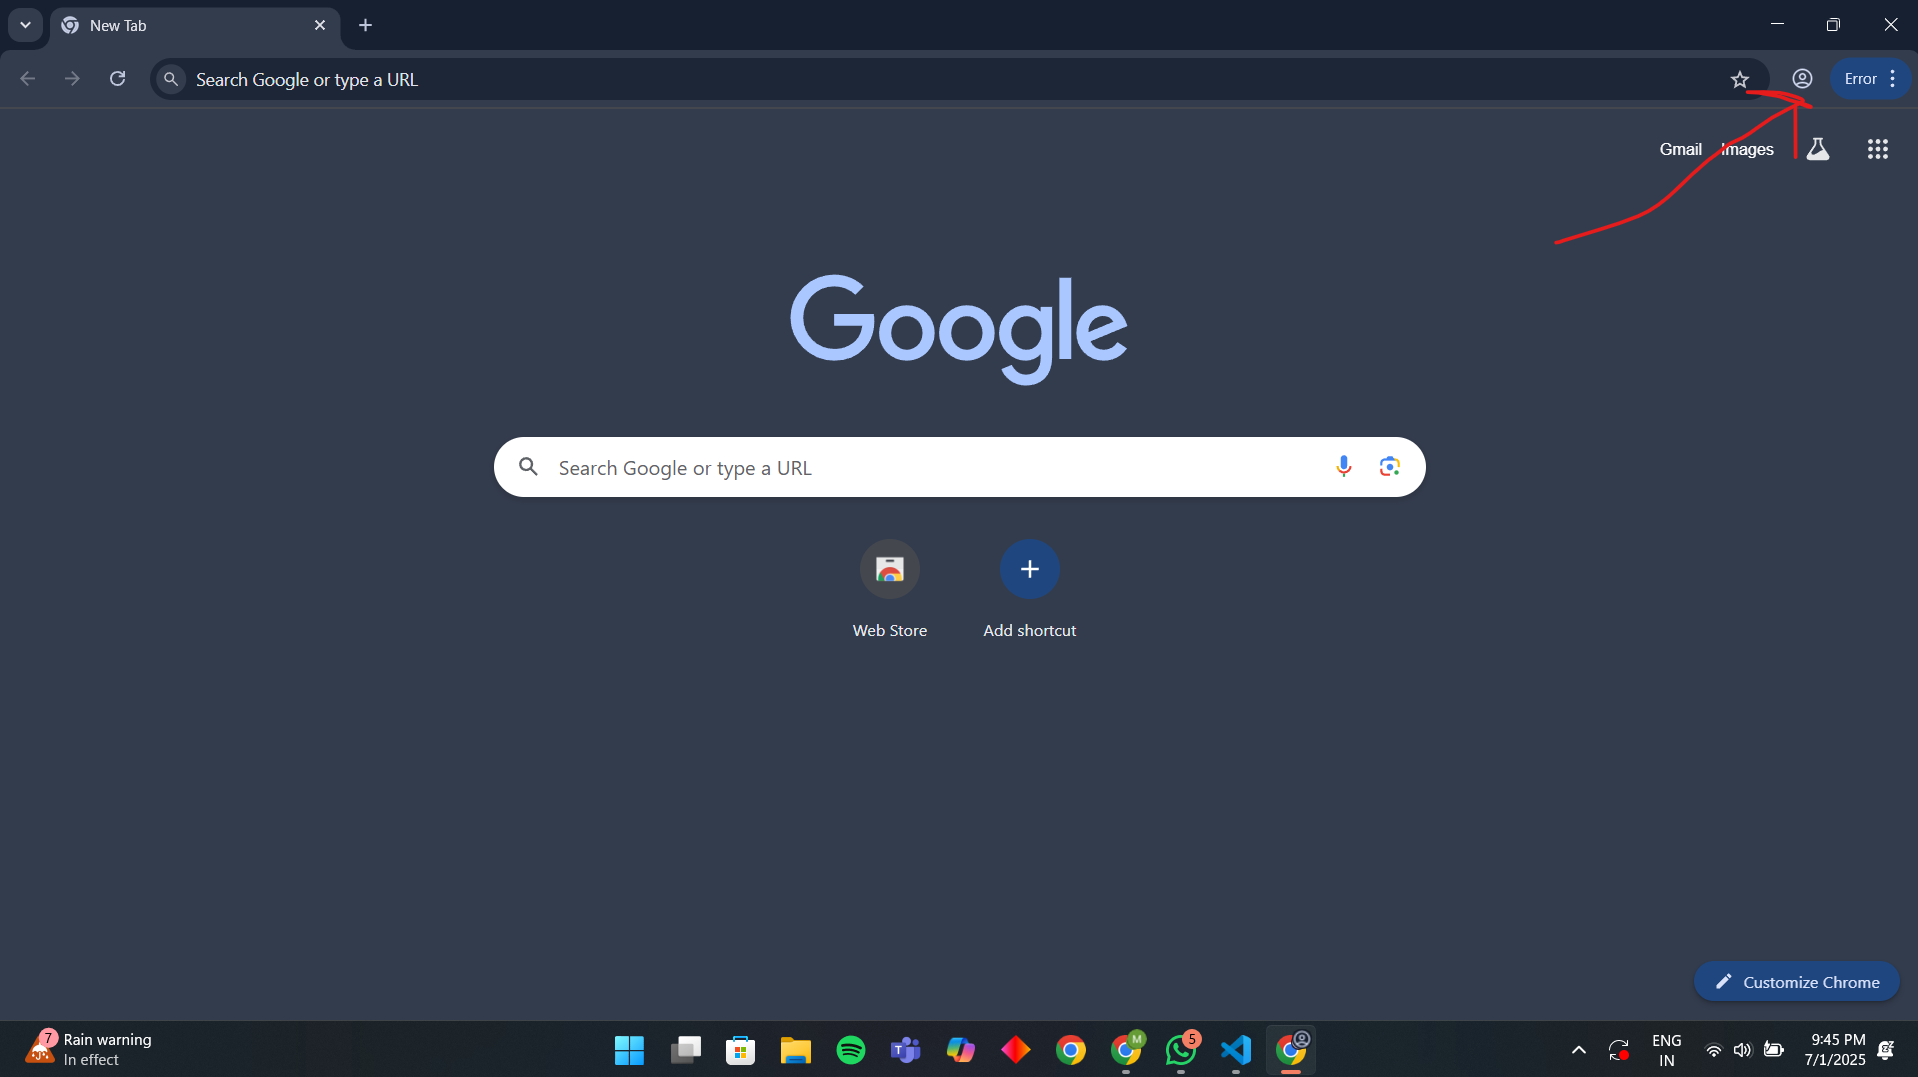 New Tab
Search Google or type a URL
Error
Gmail Images
Google
Search Google or type a URL
Web Store Add shortcut
Customize Chrome
7 Rain warning
In effect
T
M
5
ENG
IN
9:45 PM
7/1/2025